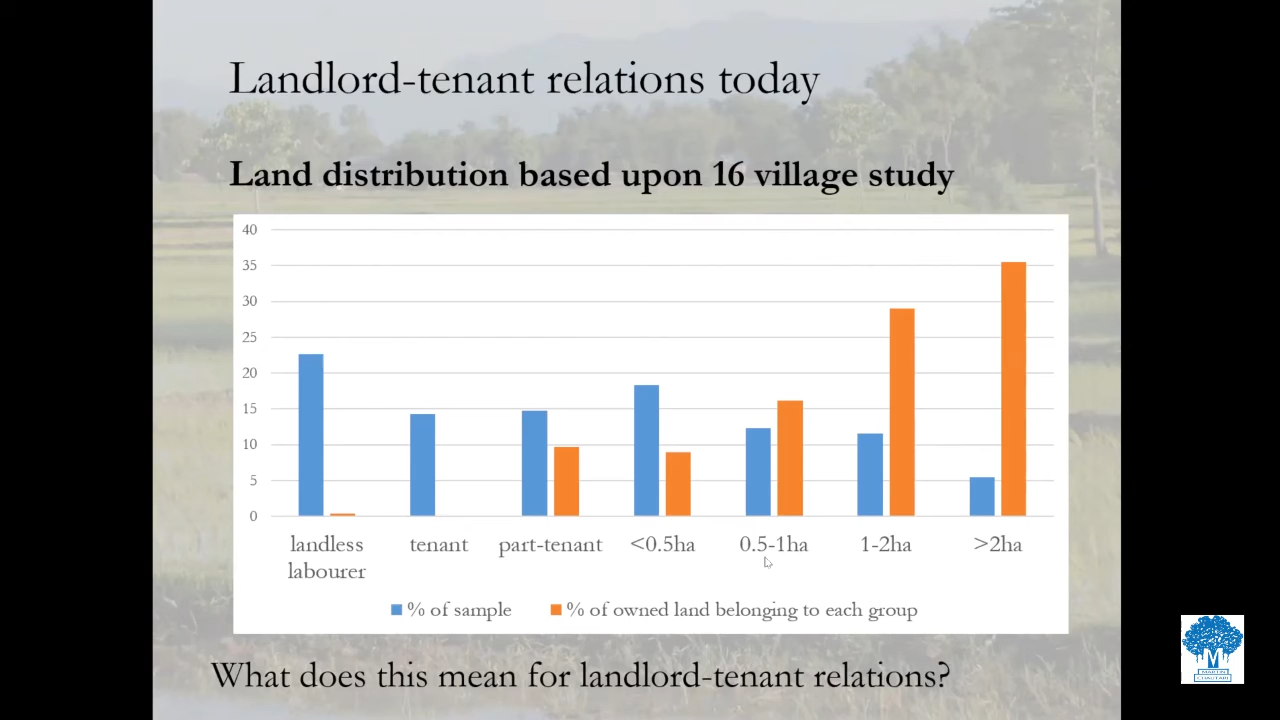 Landlord-tenant relations today
Land distribution based upon 16 village study
40
35
30
25
20
15
10
5
0
landless labourer
tenant
part-tenant
<0.5ha
0.5-1ha
1-2ha
>2ha
% of sample
% of owned land belonging to each group
What does this mean for landlord-tenant relations?
M
MARTIN
CHAUTARI